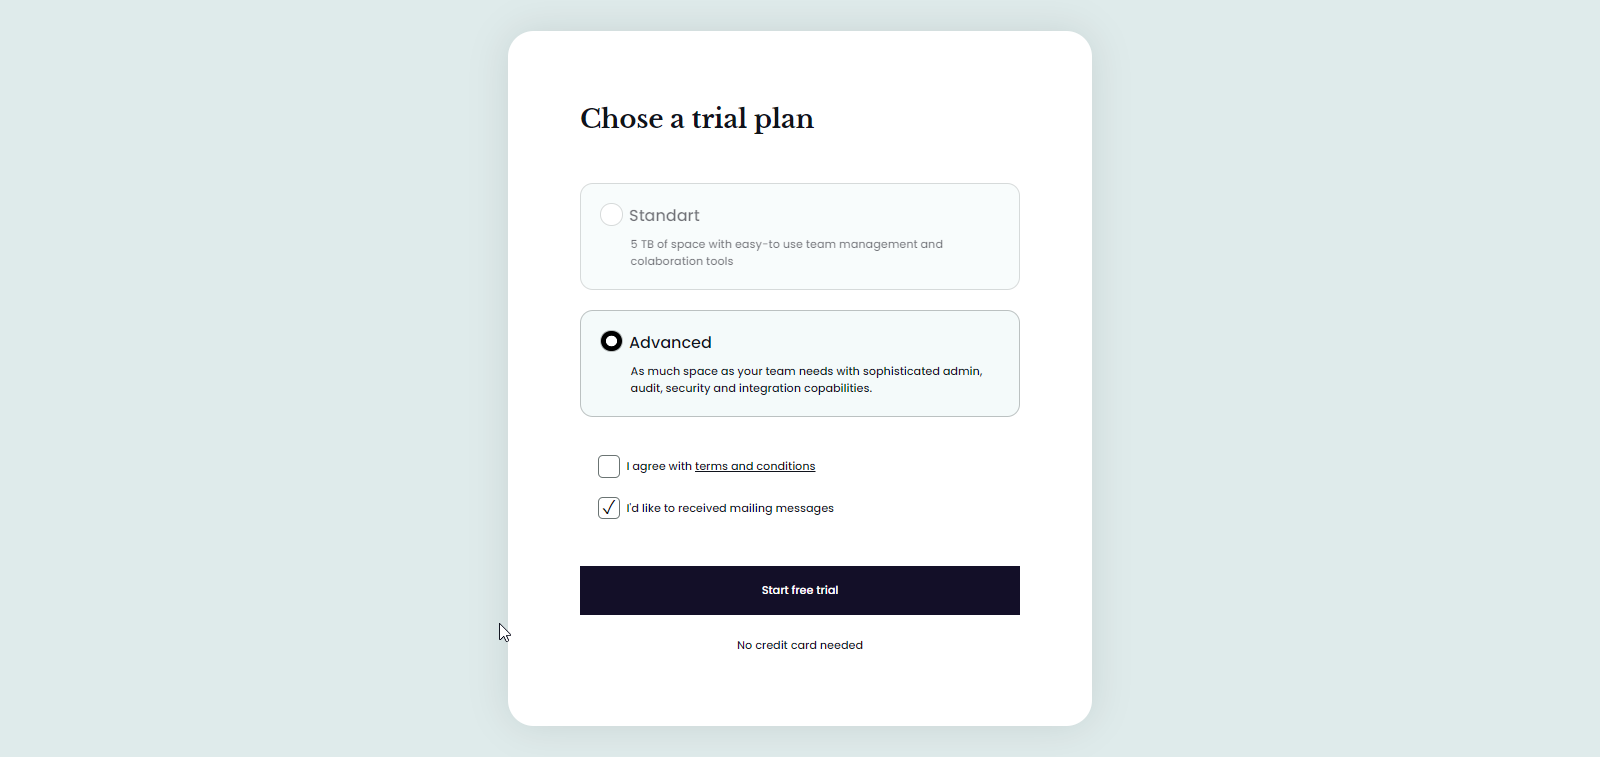 Chose a trial plan
Standart
5 TB of space with easy-to use team management and
colaboration tools
Advanced
As much space as your team needs with sophisticated admin,
audit, security and integration capabilities.
I agree with terms and conditions
I'd like to received mailing messages
Start free trial
No credit card needed